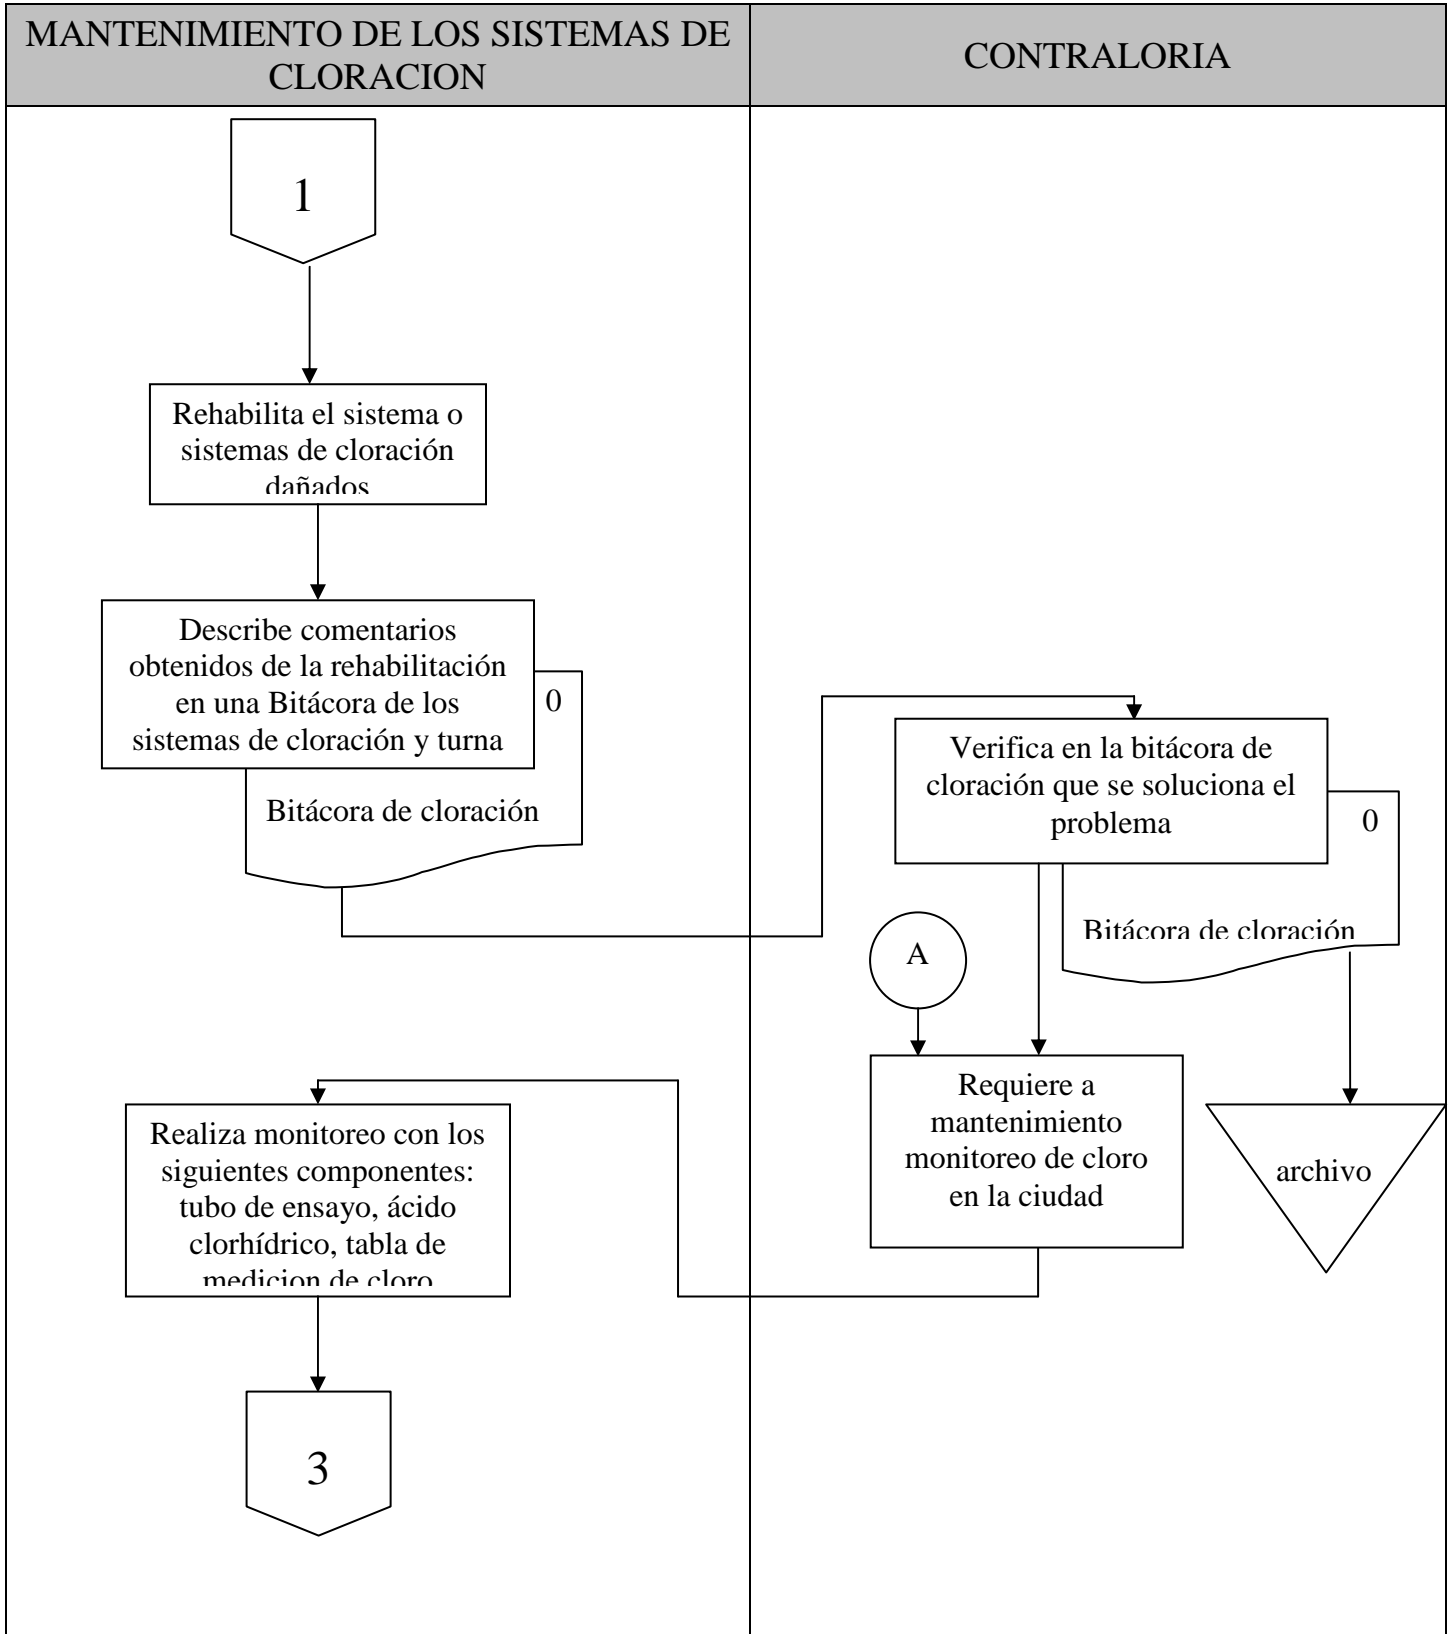 MANTENIMIENTO DE LOS SISTEMAS DE
CLORACION
CONTRALORIA
1
Rehabilita el sistema o
sistemas de cloración
dañados
Describe comentarios
obtenidos de la rehabilitación
en una Bitácora de los
sistemas de cloración y turna
0
Bitácora de cloración
Verifica en la bitácora de
cloración que se soluciona el
problema
0
Bitácora de cloración
A
Requiere a
mantenimiento
monitoreo de cloro
en la ciudad
archivo
Realiza monitoreo con los
siguientes componentes:
tubo de ensayo, ácido
clorhídrico, tabla de
medicion de cloro
3